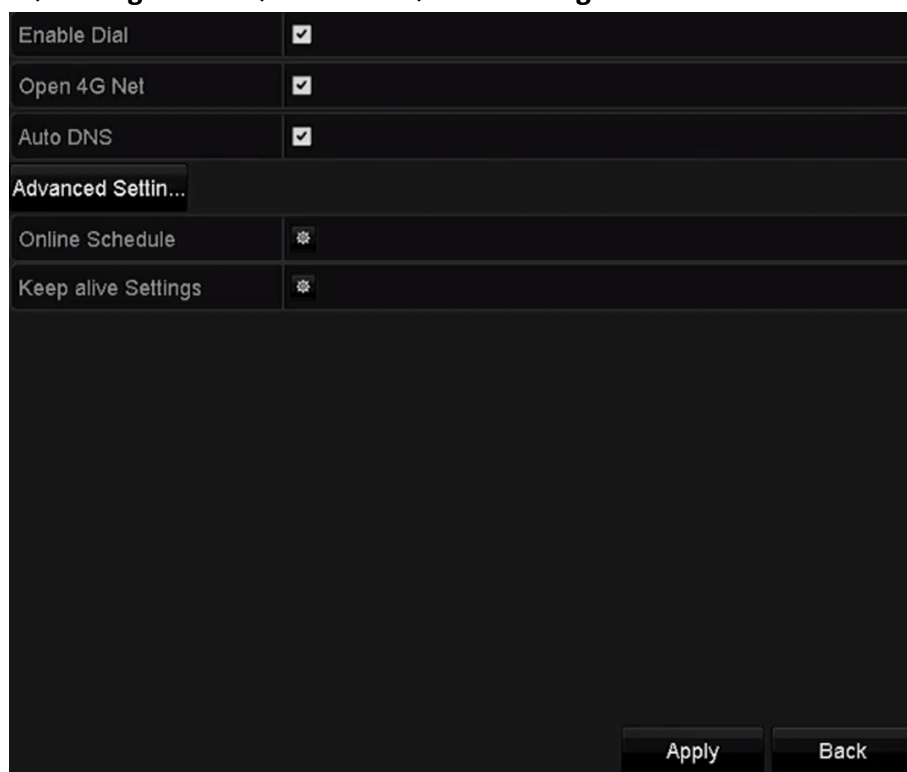 Enable Dial
Open 4G Net
Auto DNS
Advanced Settin...
Online Schedule
Keep alive Settings
Apply Back